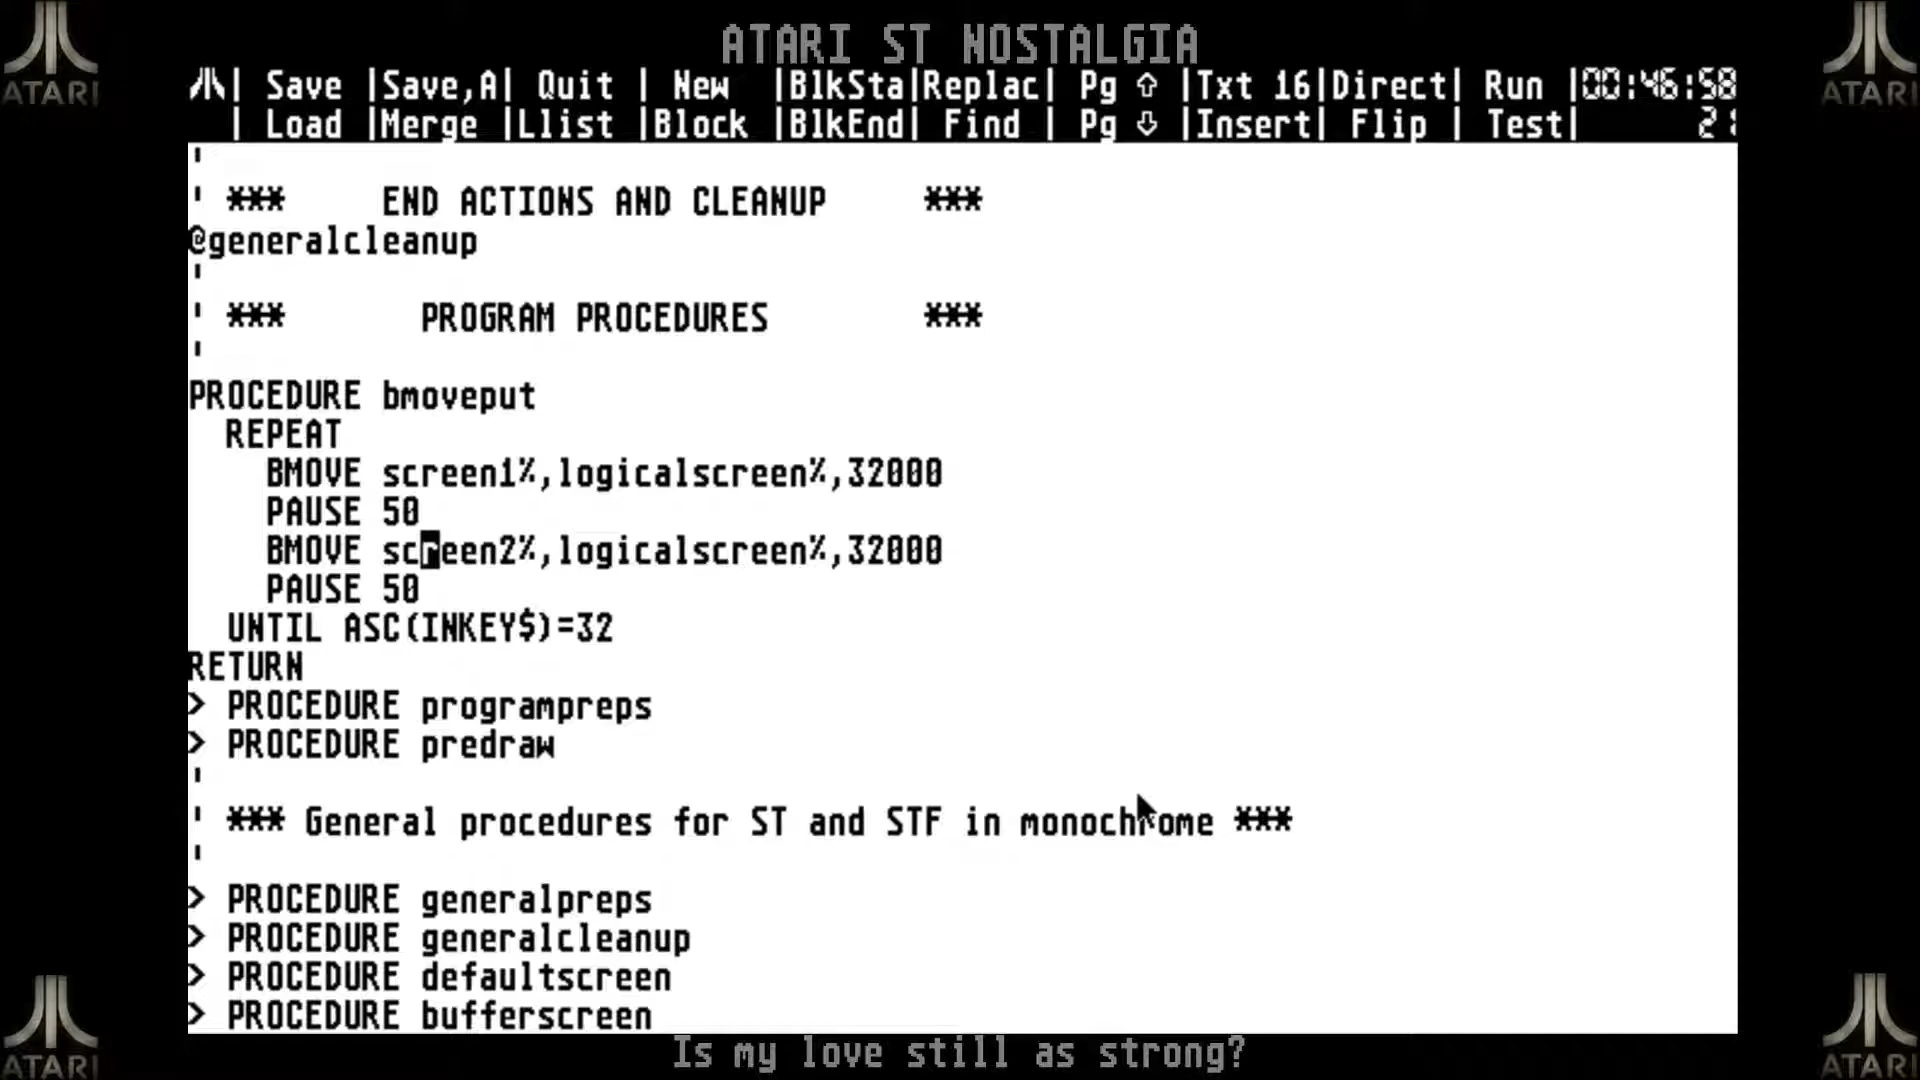 ATARI ST NOSTALGIA
| Save |Save,A| Quit | New |BlkSta|Replac| Pg ⇧ |Txt 16|Direct| Run |00:46:58
| Load |Merge |Llist |Block |BlkEnd| Find | Pg ⇩ |Insert| Flip | Test| 21
'
' *** END ACTIONS AND CLEANUP ***
@generalcleanup
'
' *** PROGRAM PROCEDURES ***
'
PROCEDURE bmoveput
REPEAT
BMOVE screen1%,logicalscreen%,32000
PAUSE 50
BMOVE screen2%,logicalscreen%,32000
PAUSE 50
UNTIL ASC(INKEY$)=32
RETURN
> PROCEDURE programpreps
> PROCEDURE predraw
'
' *** General procedures for ST and STF in monochrome ***
'
> PROCEDURE generalpreps
> PROCEDURE generalcleanup
> PROCEDURE defaultscreen
> PROCEDURE bufferscreen
Is my love still as strong?
ATARI
ATARI
ATARI
ATARI